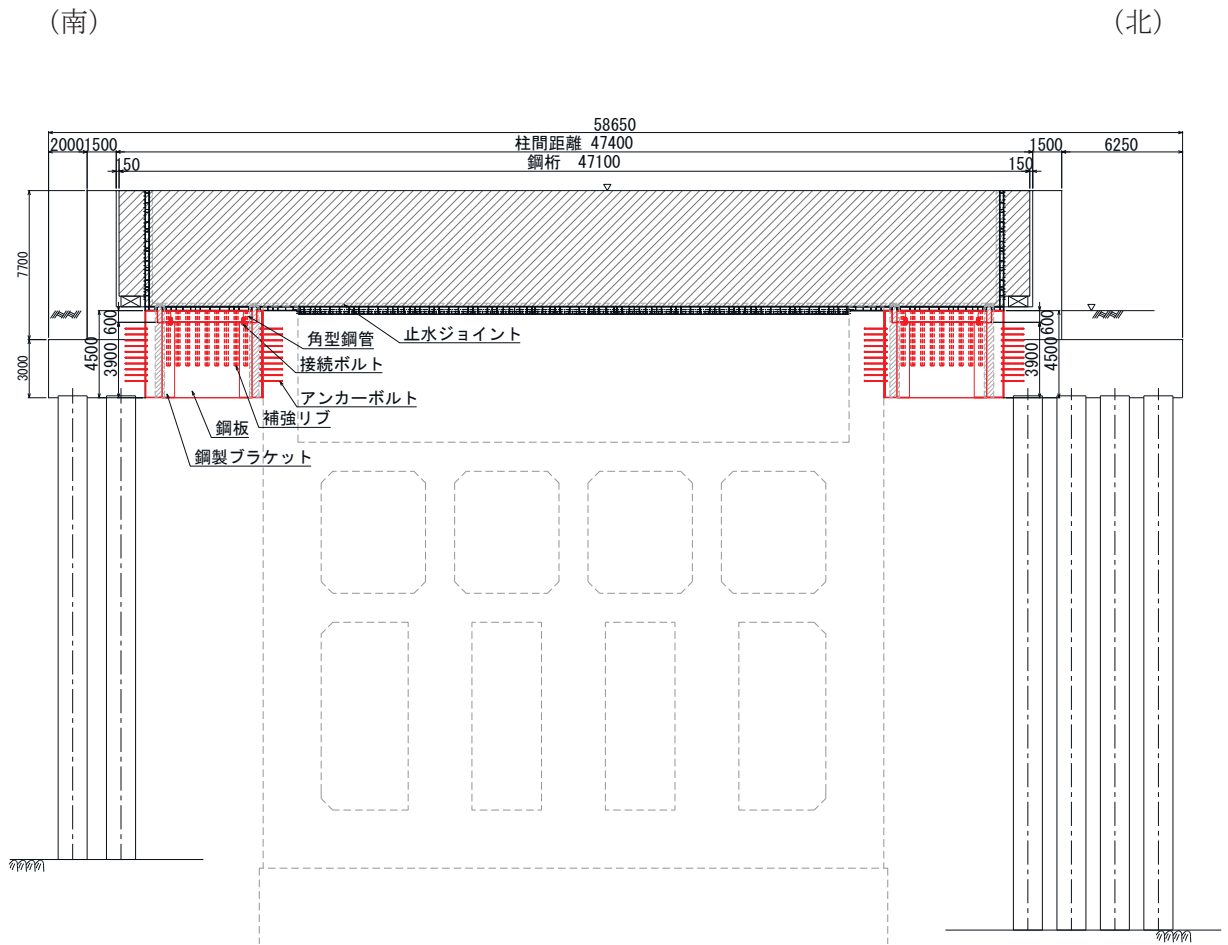 （南）
（北）
58650
2000
1500
柱間距離 47400
1500
6250
150
鋼桁 47100
150
7700
3000
4500
600
3900
角型鋼管
止水ジョイント
接続ボルト
アンカーボルト
補強リブ
鋼板
鋼製ブラケット
600
3900
4500